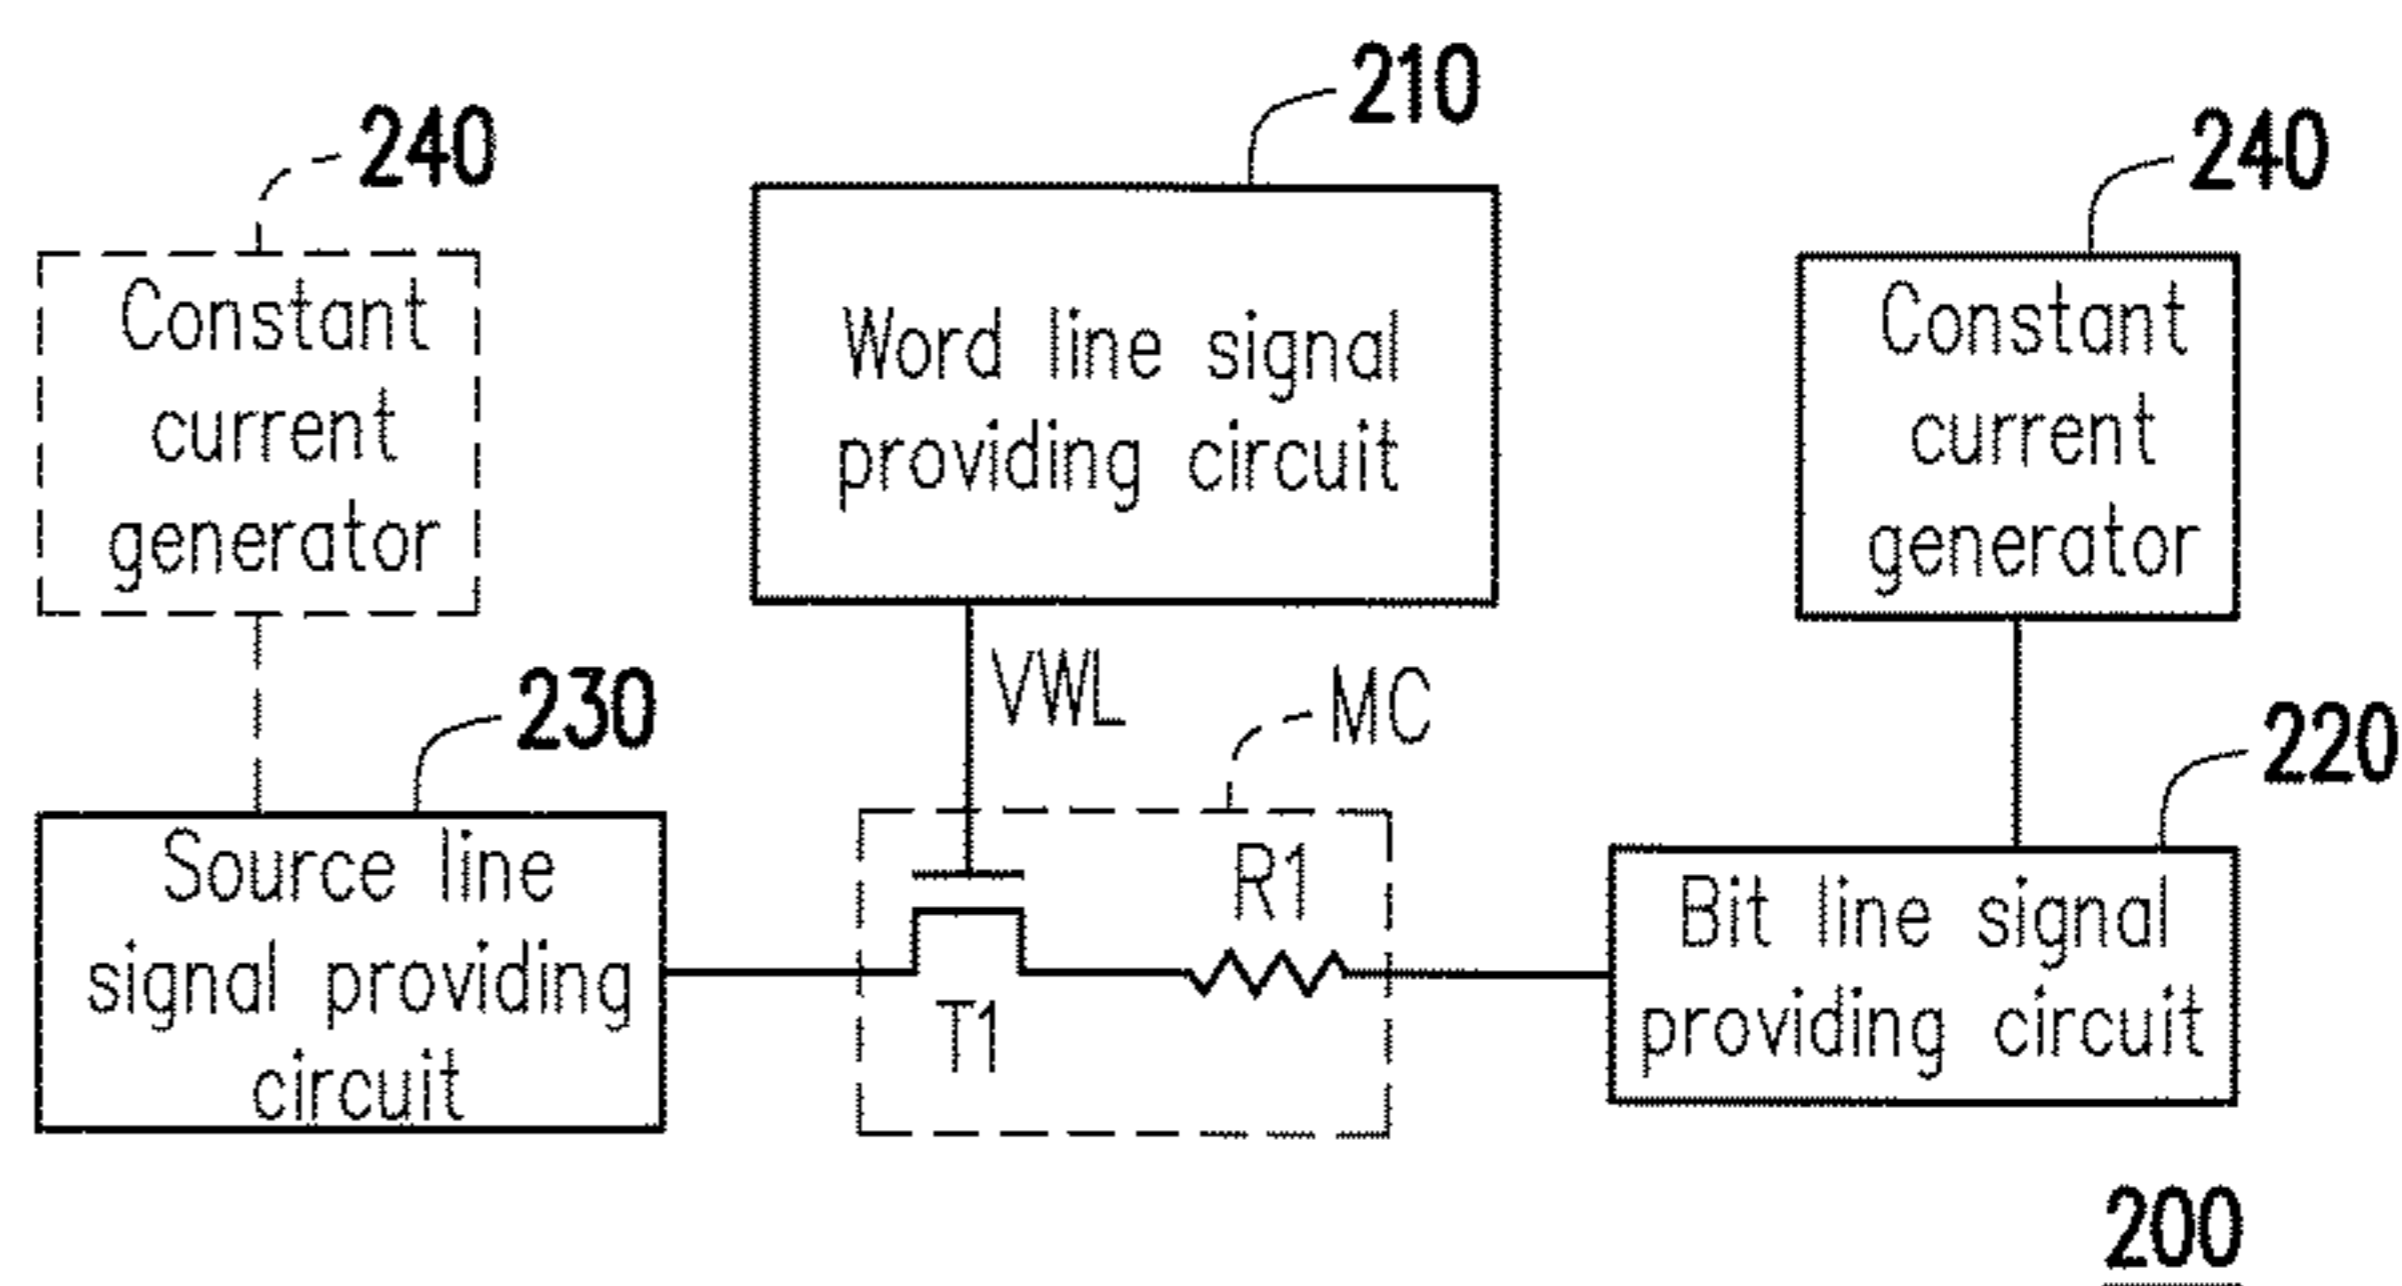 210
240
240
Constant
current
generator
Word line signal
providing circuit
Constant
current
generator
VWL
MC
230
220
Source line
signal providing
circuit
R1
T1
Bit line signal
providing circuit
200